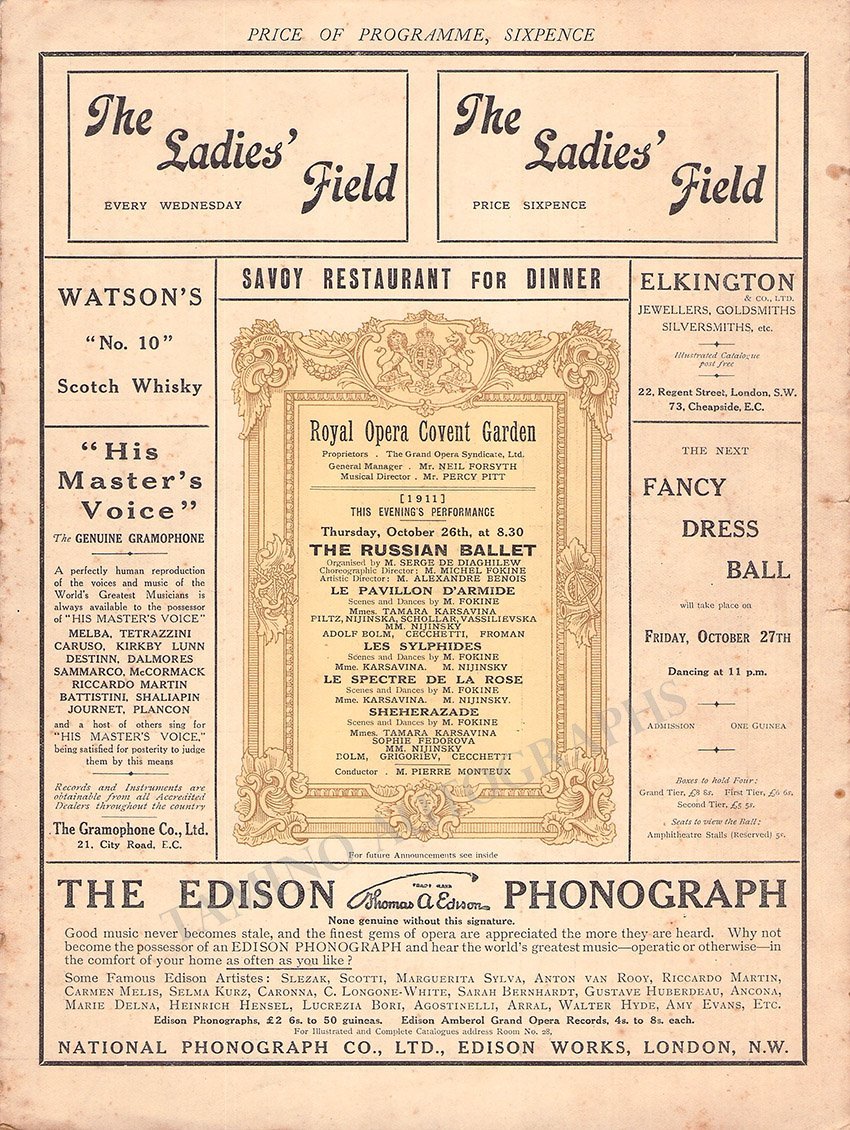 PRICE OF PROGRAMME, SIXPENCE
The
Ladies'
Field
EVERY WEDNESDAY
The
Ladies'
Field
PRICE SIXPENCE
WATSON'S
"No. 10"
Scotch Whisky
"His
Master's
Voice"
The GENUINE GRAMOPHONE
A perfectly human reproduction
of the voices and music of the
World's Greatest Musicians is
always available to the possessor
of "HIS MASTER'S VOICE"
MELBA, TETRAZZINI
CARUSO, KIRKBY LUNN
DESTINN, DALMORES
SAMMARCO, McCORMACK
RICCARDO MARTIN
BATTISTINI, SHALIAPIN
JOURNET, PLANCON
and a host of others sing for
"HIS MASTER'S VOICE,"
being satisfied for posterity to judge
them by this means
Records and Instruments are
obtainable from all Accredited
Dealers throughout the country
The Gramophone Co., Ltd.
21, City Road, E.C.
SAVOY RESTAURANT FOR DINNER
Royal Opera Covent Garden
Proprietors . The Grand Opera Syndicate, Ltd.
General Manager . Mr. NEIL FORSYTH
Musical Director . Mr. PERCY PITT
[1911]
THIS EVENING'S PERFORMANCE
Thursday, October 26th, at 8.30
THE RUSSIAN BALLET
Organised by M. SERGE DE DIAGHILEW
Choregraphic Director: M. MICHEL FOKINE
Artistic Director: M. ALEXANDRE BENOIS
LE PAVILLON D'ARMIDE
Scenes and Dances by M. FOKINE
Mmes. TAMARA KARSAVINA
PILTZ, NIJINSKA, SCHOLLAR, VASSILIEVSKA
MM. NIJINSKY
ADOLF BOLM, CECCHETTI, FROMAN
LES SYLPHIDES
Scenes and Dances by M. FOKINE
Mme. KARSAVINA. M. NIJINSKY
LE SPECTRE DE LA ROSE
Scenes and Dances by M. FOKINE
Mme. KARSAVINA. M. NIJINSKY.
SHEHERAZADE
Scenes and Dances by M. FOKINE
Mmes. TAMARA KARSAVINA
SOPHIE FEDOROVA
MM. NIJINSKY
BOLM, GRIGORIEV, CECCHETTI
Conductor . M. PIERRE MONTEUX
For future Announcements see inside
ELKINGTON
& CO., LTD.
JEWELLERS, GOLDSMITHS
SILVERSMITHS, etc.
Illustrated Catalogue
post free
22, Regent Street, London, S.W.
73, Cheapside, E.C.
THE NEXT
FANCY
DRESS
BALL
will take place on
FRIDAY, OCTOBER 27TH
Dancing at 11 p.m.
ADMISSION ONE GUINEA
Boxes to hold Four:
Grand Tier, £8 8s. First Tier, £6 6s.
Second Tier, £5 5s.
Seats to view the Ball:
Amphitheatre Stalls (Reserved) 5s.
THE EDISON Thomas A Edison PHONOGRAPH
TRADE MARK
None genuine without this signature.
Good music never becomes stale, and the finest gems of opera are appreciated the more they are heard. Why not
become the possessor of an EDISON PHONOGRAPH and hear the world's greatest music—operatic or otherwise—in
the comfort of your home as often as you like?
Some Famous Edison Artistes: SLEZAK, SCOTTI, MARGUERITA SYLVA, ANTON VAN ROOY, RICCARDO MARTIN,
CARMEN MELIS, SELMA KURZ, CARONNA, C. LONGONE-WHITE, SARAH BERNHARDT, GUSTAVE HUBERDEAU, ANCONA,
MARIE DELNA, HEINRICH HENSEL, LUCREZIA BORI, AGOSTINELLI, ARRAL, WALTER HYDE, AMY EVANS, ETC.
Edison Phonographs, £2 6s. to 50 guineas. Edison Amberol Grand Opera Records, 4s. to 8s. each.
For Illustrated and Complete Catalogues address Room No. 28,
NATIONAL PHONOGRAPH CO., LTD., EDISON WORKS, LONDON, N.W.
TAMINO AUTOGRAPHS